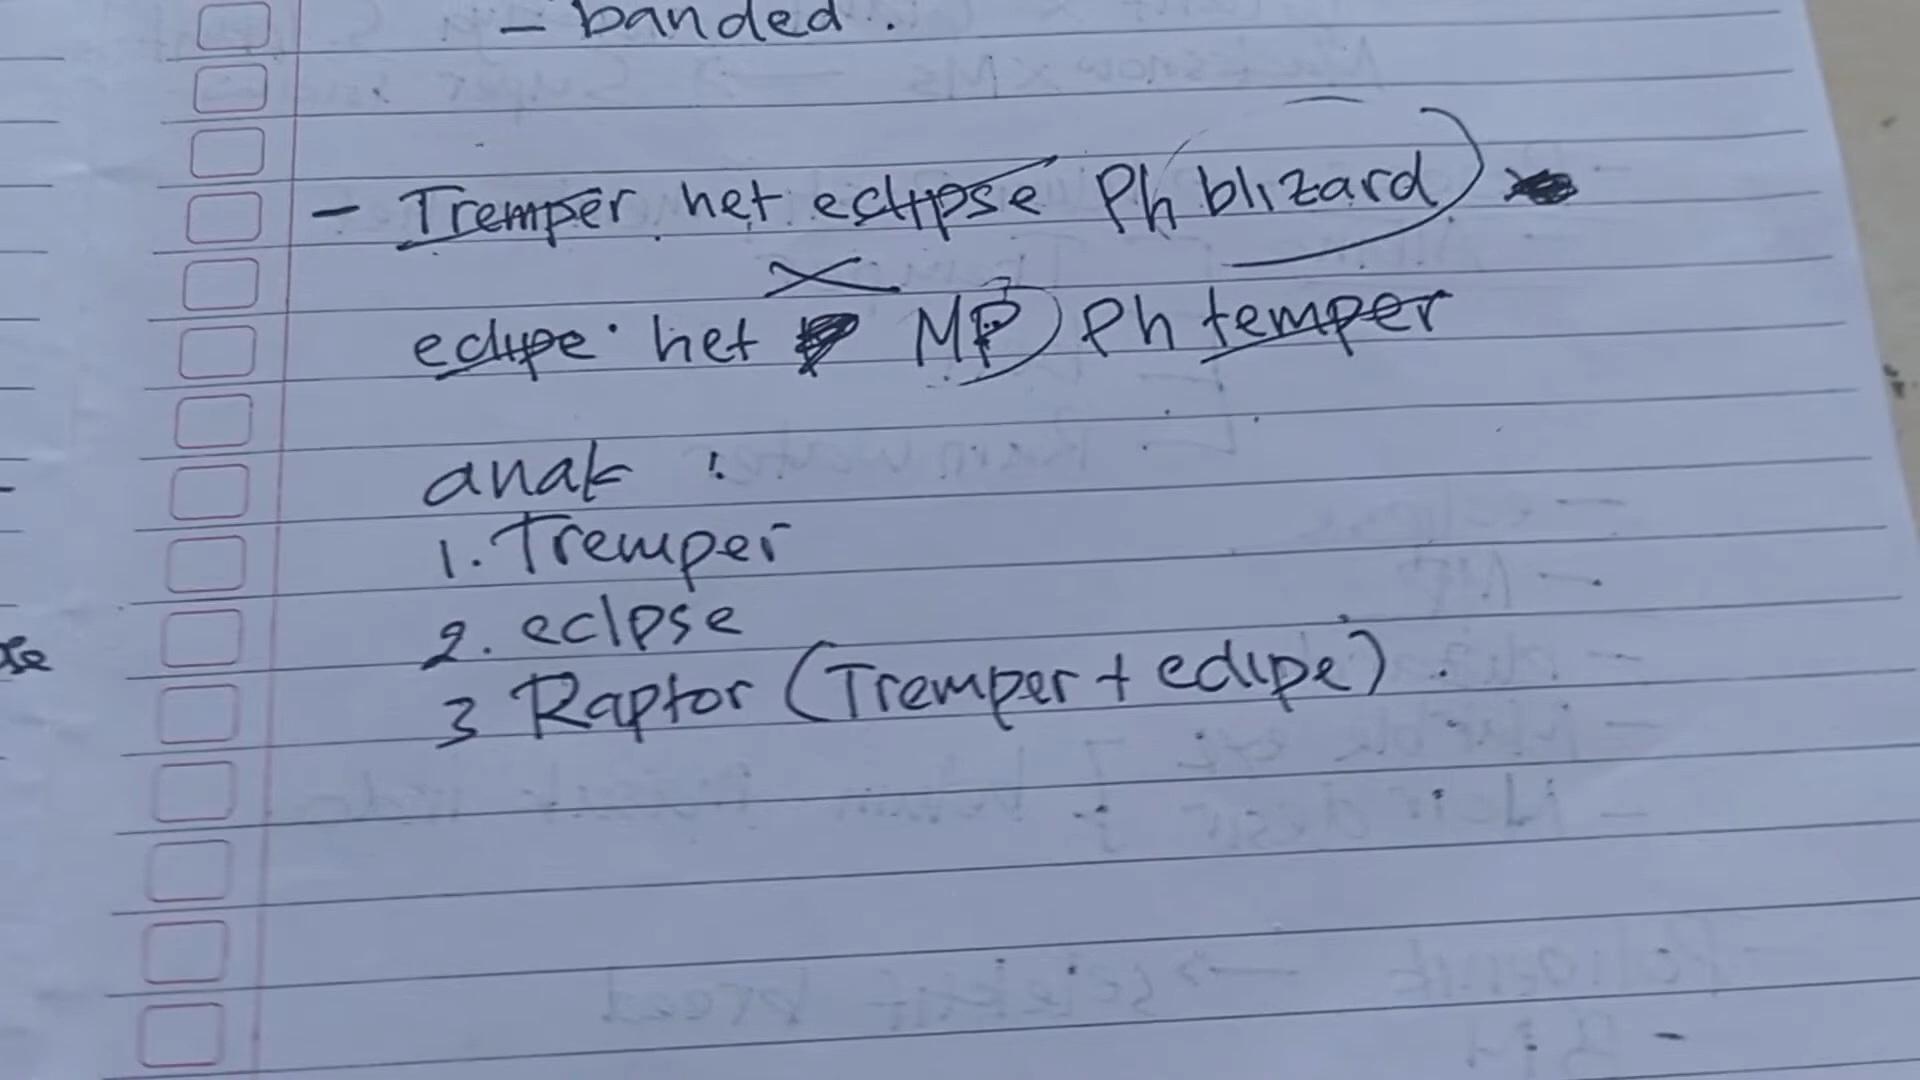 - banded.
- Tremper het eclypse Ph (blizard)
X
eclipe het MP) Ph temper
anak :
1. Tremper
2. eclpse
3 Raptor (Tremper + eclipe).